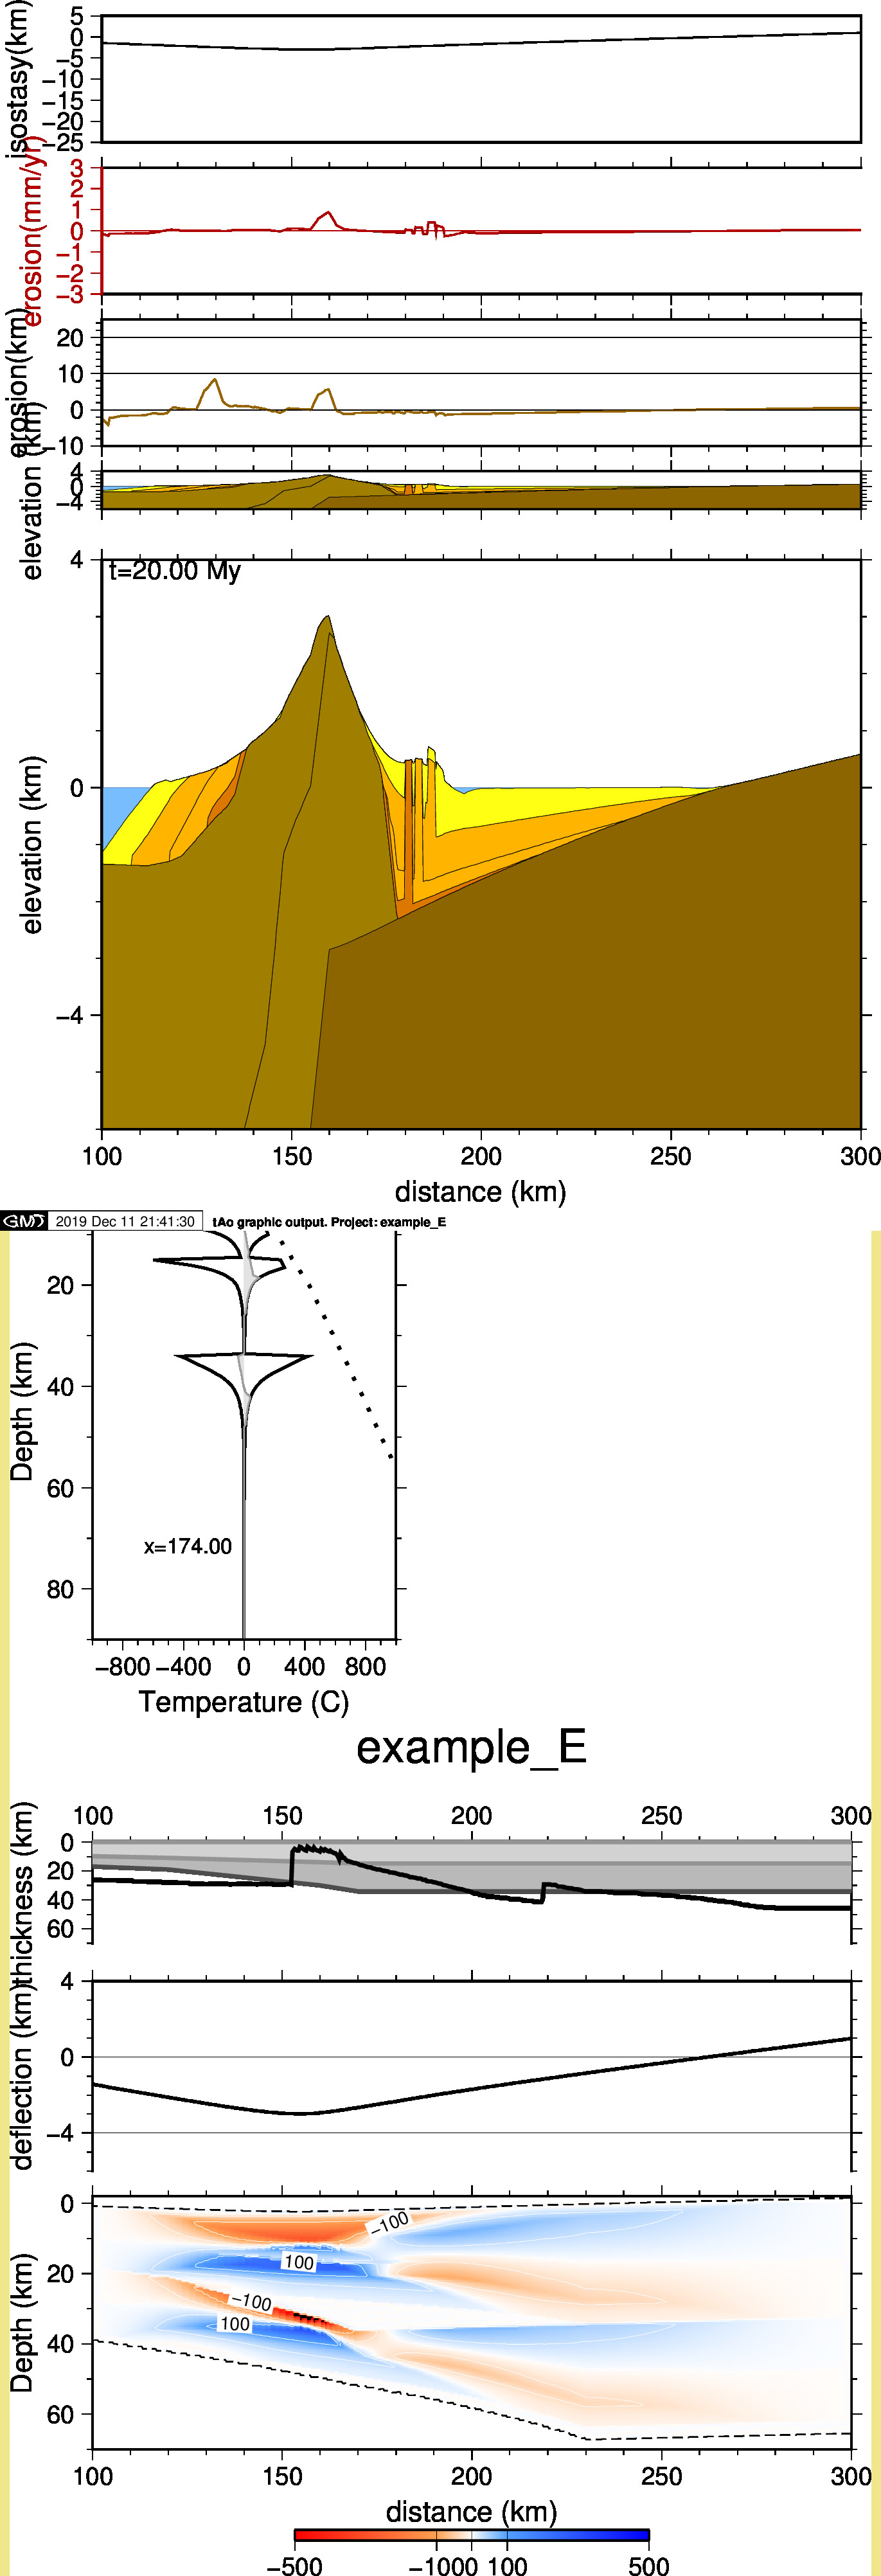 isostasy(km)
5
0
−5
−10
−15
−20
−25
erosion(mm/yr)
3
2
1
0
−1
−2
−3
erosion(km)
20
10
0
10
elevation (km)
4
0
−4
t=20.00 My
elevation (km)
4
0
−4
100 150 200 250 300
distance (km)
GMT 2019 Dec 11 21:41:30 tAo graphic output. Project: example_E
Depth (km)
20
40
60
80
x=174.00
−800 −400 0 400 800
Temperature (C)
example_E
100 150 200 250 300
thickness (km)
0
20
40
60
deflection (km)
4
0
−4
Depth (km)
0
20
40
60
−100
100
−100
100
100 150 200 250 300
distance (km)
−500 −1000 100 500